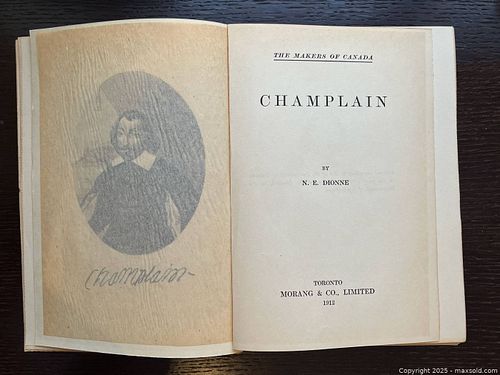 Champlain
THE MAKERS OF CANADA
CHAMPLAIN
BY
N. E. DIONNE
TORONTO
MORANG & CO., LIMITED
1912
Copyright © 2025 - maxsold.com